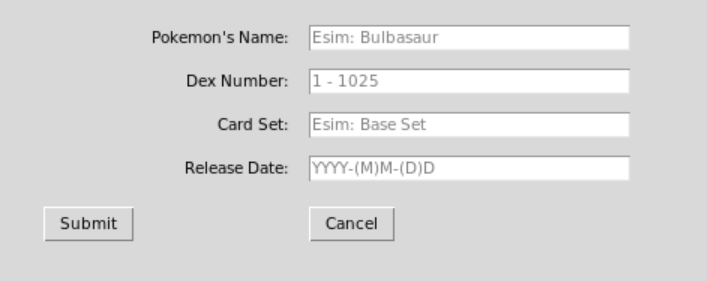 Pokemon's Name: Esim: Bulbasaur
Dex Number: 1 - 1025
Card Set: Esim: Base Set
Release Date: YYYY-(M)M-(D)D
Submit Cancel